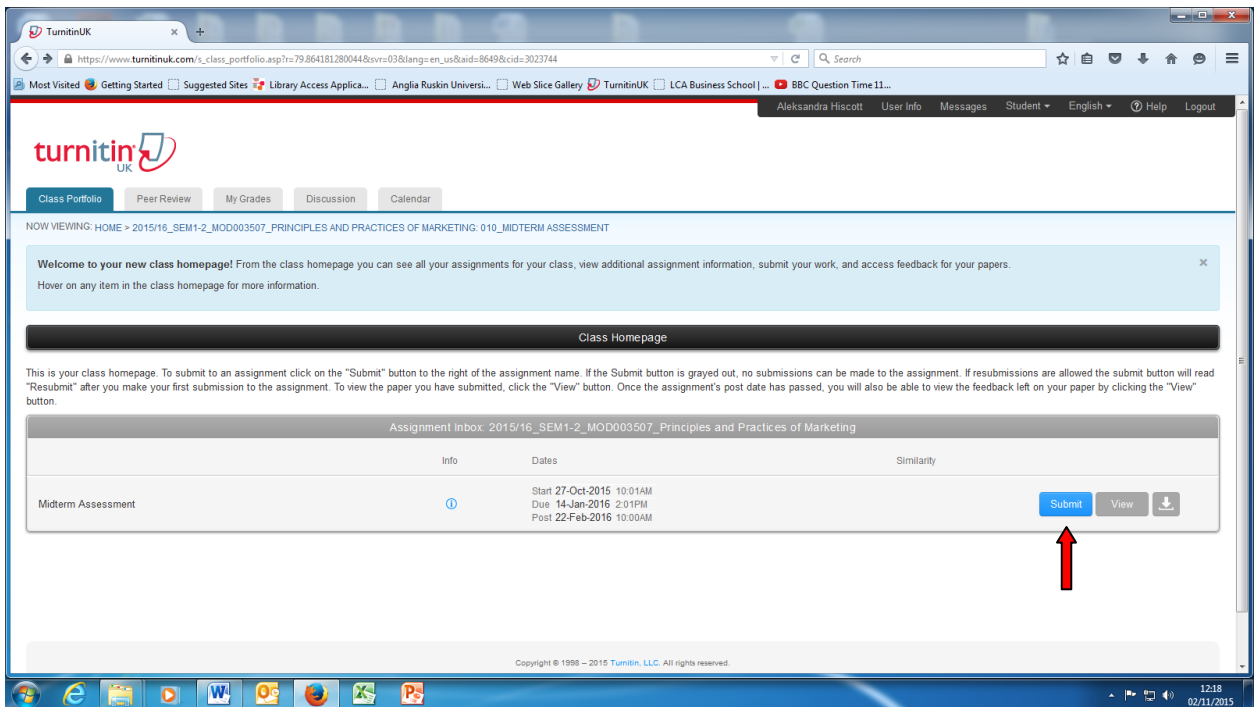 TurnitinUK
https://www.turnitinuk.com/s_class_portfolio.asp?r=79.864181280044&svr=03&lang=en_us&aid=8649&cid=3023744
Search
Most Visited Getting Started Suggested Sites Library Access Applica... Anglia Ruskin Universi... Web Slice Gallery TurnitinUK LCA Business School | ... BBC Question Time 11...
Aleksandra Hiscott User Info Messages Student English Help Logout
turnitin
UK
Class Portfolio Peer Review My Grades Discussion Calendar
NOW VIEWING: HOME > 2015/16_SEM1-2_MOD003507_PRINCIPLES AND PRACTICES OF MARKETING: 010_MIDTERM ASSESSMENT
Welcome to your new class homepage! From the class homepage you can see all your assignments for your class, view additional assignment information, submit your work, and access feedback for your papers.
Hover on any item in the class homepage for more information.
Class Homepage
This is your class homepage. To submit to an assignment click on the "Submit" button to the right of the assignment name. If the Submit button is grayed out, no submissions can be made to the assignment. If resubmissions are allowed the submit button will read
"Resubmit" after you make your first submission to the assignment. To view the paper you have submitted, click the "View" button. Once the assignment's post date has passed, you will also be able to view the feedback left on your paper by clicking the "View"
button.
Assignment Inbox: 2015/16_SEM1-2_MOD003507_Principles and Practices of Marketing
Info Dates Similarity
Start 27-Oct-2015 10:01AM
Midterm Assessment Due 14-Jan-2016 2:01PM Submit View
Post 22-Feb-2016 10:00AM
Copyright © 1998 – 2015 Turnitin, LLC. All rights reserved.
12:18
02/11/2015